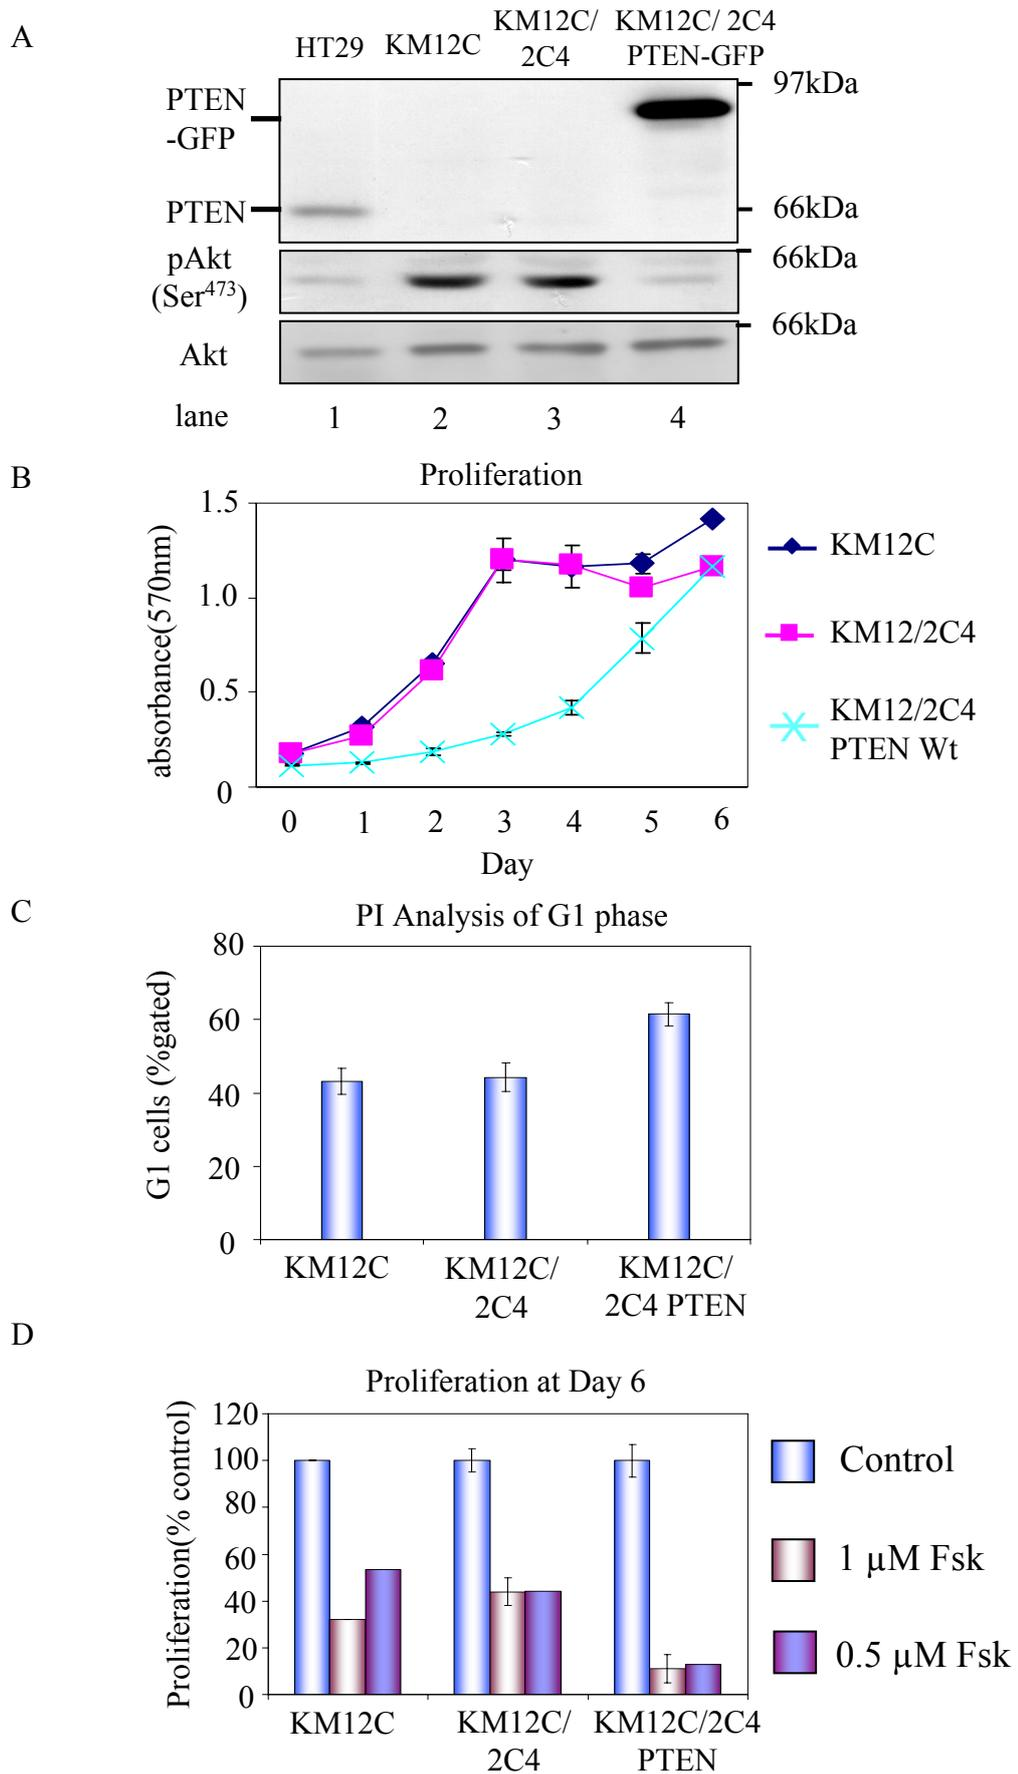 A
HT29
KM12C
KM12C/
2C4
KM12C/ 2C4
PTEN-GFP
PTEN
-GFP
97kDa
PTEN
66kDa
pAkt
(Ser473)
66kDa
Akt
66kDa
lane
1 2 3 4
B
Proliferation
absorbance(570nm)
1.5
1.0
0.5
0
0 1 2 3 4 5 6
Day
KM12C
KM12/2C4
KM12/2C4
PTEN Wt
C
PI Analysis of G1 phase
G1 cells (%gated)
80
60
40
20
0
KM12C
KM12C/
2C4
KM12C/
2C4 PTEN
D
Proliferation at Day 6
Proliferation(% control)
120
100
80
60
40
20
0
KM12C
KM12C/
2C4
KM12C/2C4
PTEN
Control
1 µM Fsk
0.5 µM Fsk